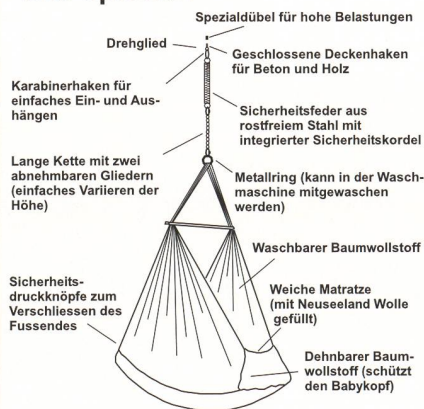 Spezialdübel für hohe Belastungen
Drehglied
Geschlossene Deckenhaken
für Beton und Holz
Karabinerhaken für
einfaches Ein- und Aus-
hängen
Sicherheitsfeder aus
rostfreiem Stahl mit
integrierter Sicherheitskordel
Lange Kette mit zwei
abnehmbaren Gliedern
(einfaches Variieren der
Höhe)
Metallring (kann in der Wasch-
maschine mitgewaschen
werden)
Waschbarer Baumwollstoff
Sicherheits-
druckknöpfe zum
Verschliessen des
Fussendes
Weiche Matratze
(mit Neuseeland Wolle
gefüllt)
Dehnbarer Baum-
wollstoff (schützt
den Babykopf)